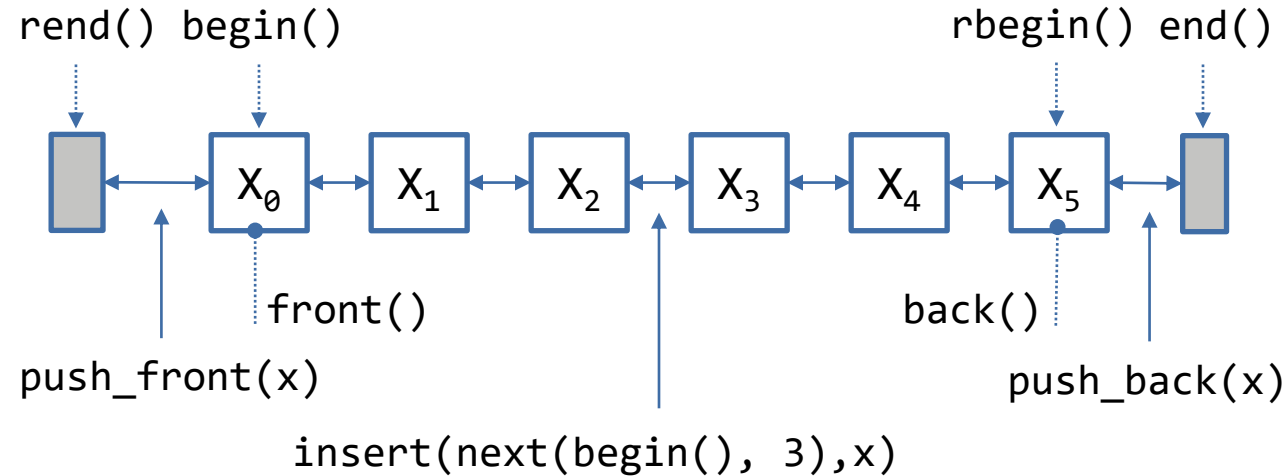 rend() begin() rbegin() end()
X₀ X₁ X₂ X₃ X₄ X₅
front() back()
push_front(x) push_back(x)
insert(next(begin(), 3),x)